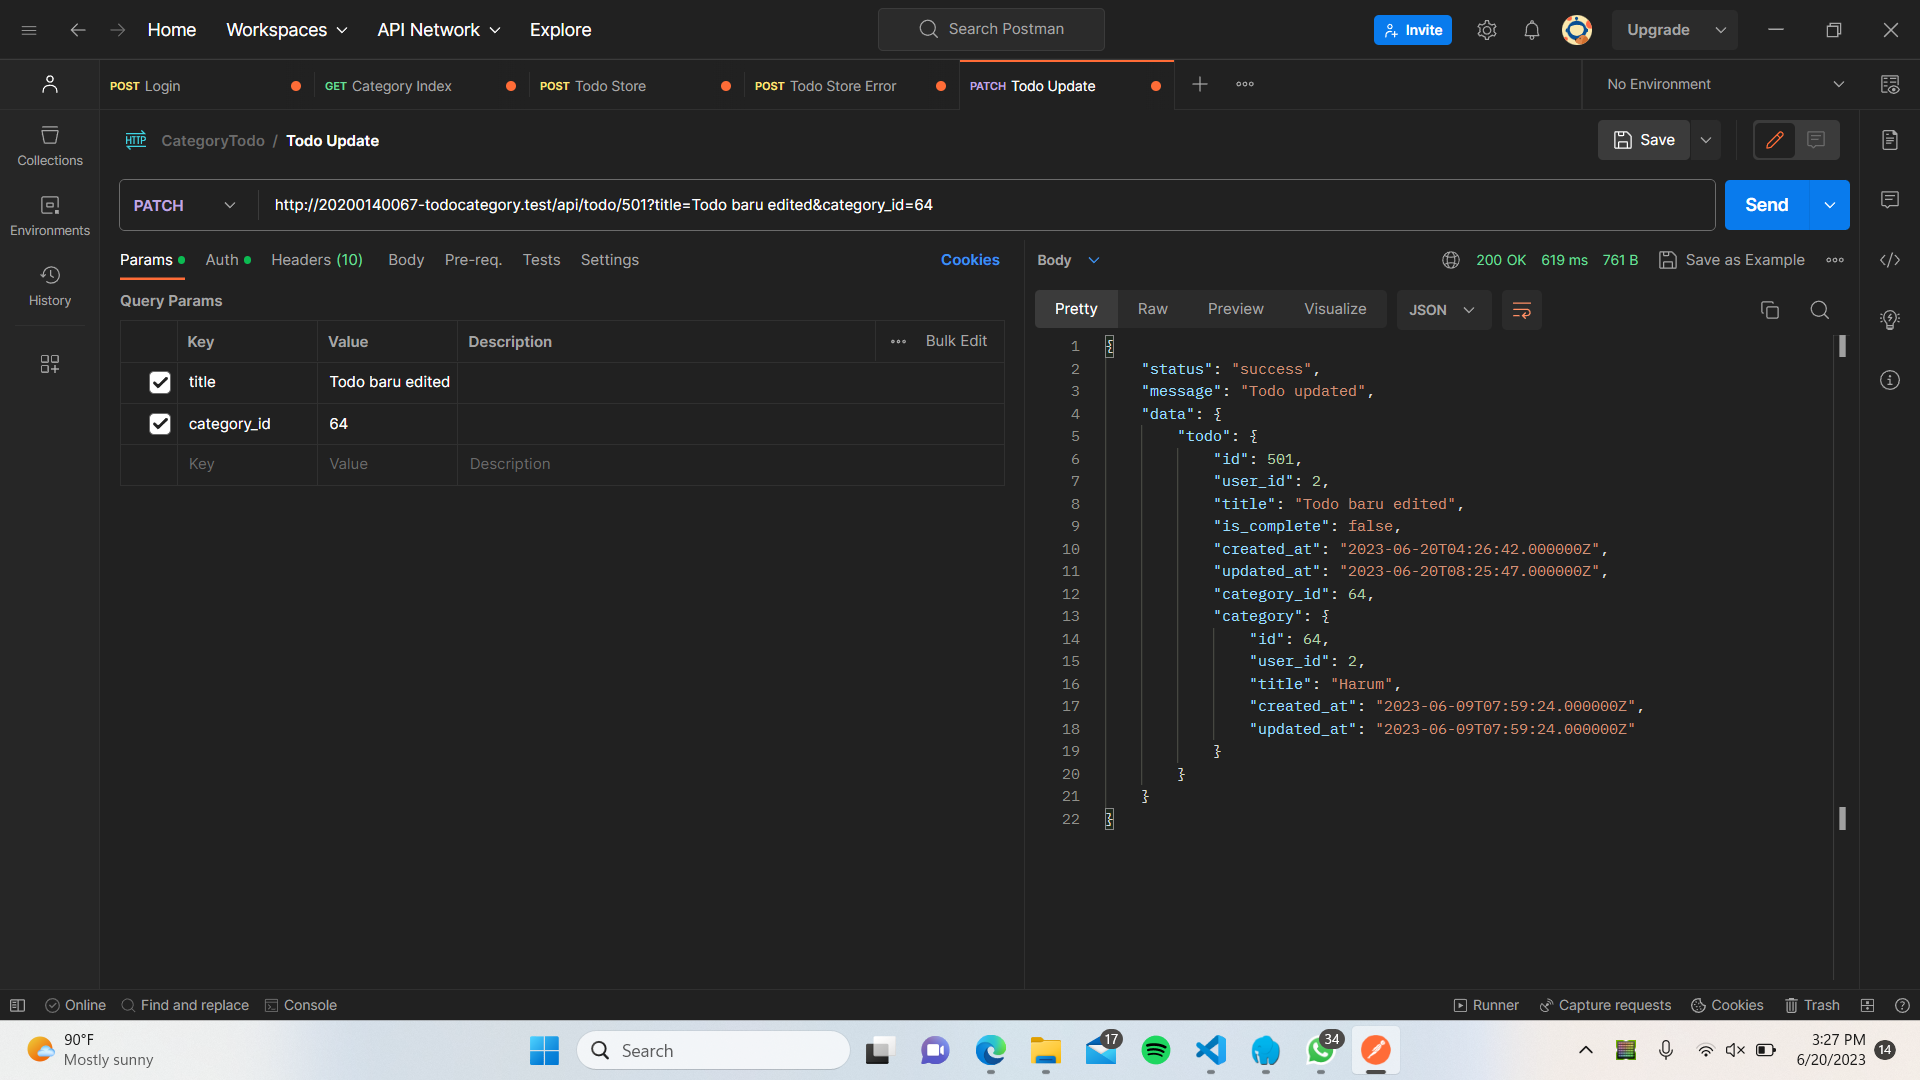 Home
Workspaces
API Network
Explore
Search Postman
Invite
Upgrade
POST Login
GET Category Index
POST Todo Store
POST Todo Store Error
PATCH Todo Update
No Environment
Collections
Environments
History
HTTP
CategoryTodo / Todo Update
Save
PATCH
http://20200140067-todocategory.test/api/todo/501?title=Todo baru edited&category_id=64
Send
Params
Auth
Headers (10)
Body
Pre-req.
Tests
Settings
Cookies
Query Params
Key Value Description
Bulk Edit
title Todo baru edited
category_id 64
Key Value Description
Body
200 OK 619 ms 761 B
Save as Example
Pretty
Raw
Preview
Visualize
JSON
1 {
2 "status": "success",
3 "message": "Todo updated",
4 "data": {
5 "todo": {
6 "id": 501,
7 "user_id": 2,
8 "title": "Todo baru edited",
9 "is_complete": false,
10 "created_at": "2023-06-20T04:26:42.000000Z",
11 "updated_at": "2023-06-20T08:25:47.000000Z",
12 "category_id": 64,
13 "category": {
14 "id": 64,
15 "user_id": 2,
16 "title": "Harum",
17 "created_at": "2023-06-09T07:59:24.000000Z",
18 "updated_at": "2023-06-09T07:59:24.000000Z"
19 }
20 }
21 }
22 }
Online
Find and replace
Console
Runner
Capture requests
Cookies
Trash
90°F
Mostly sunny
Search
17
34
3:27 PM
6/20/2023
14